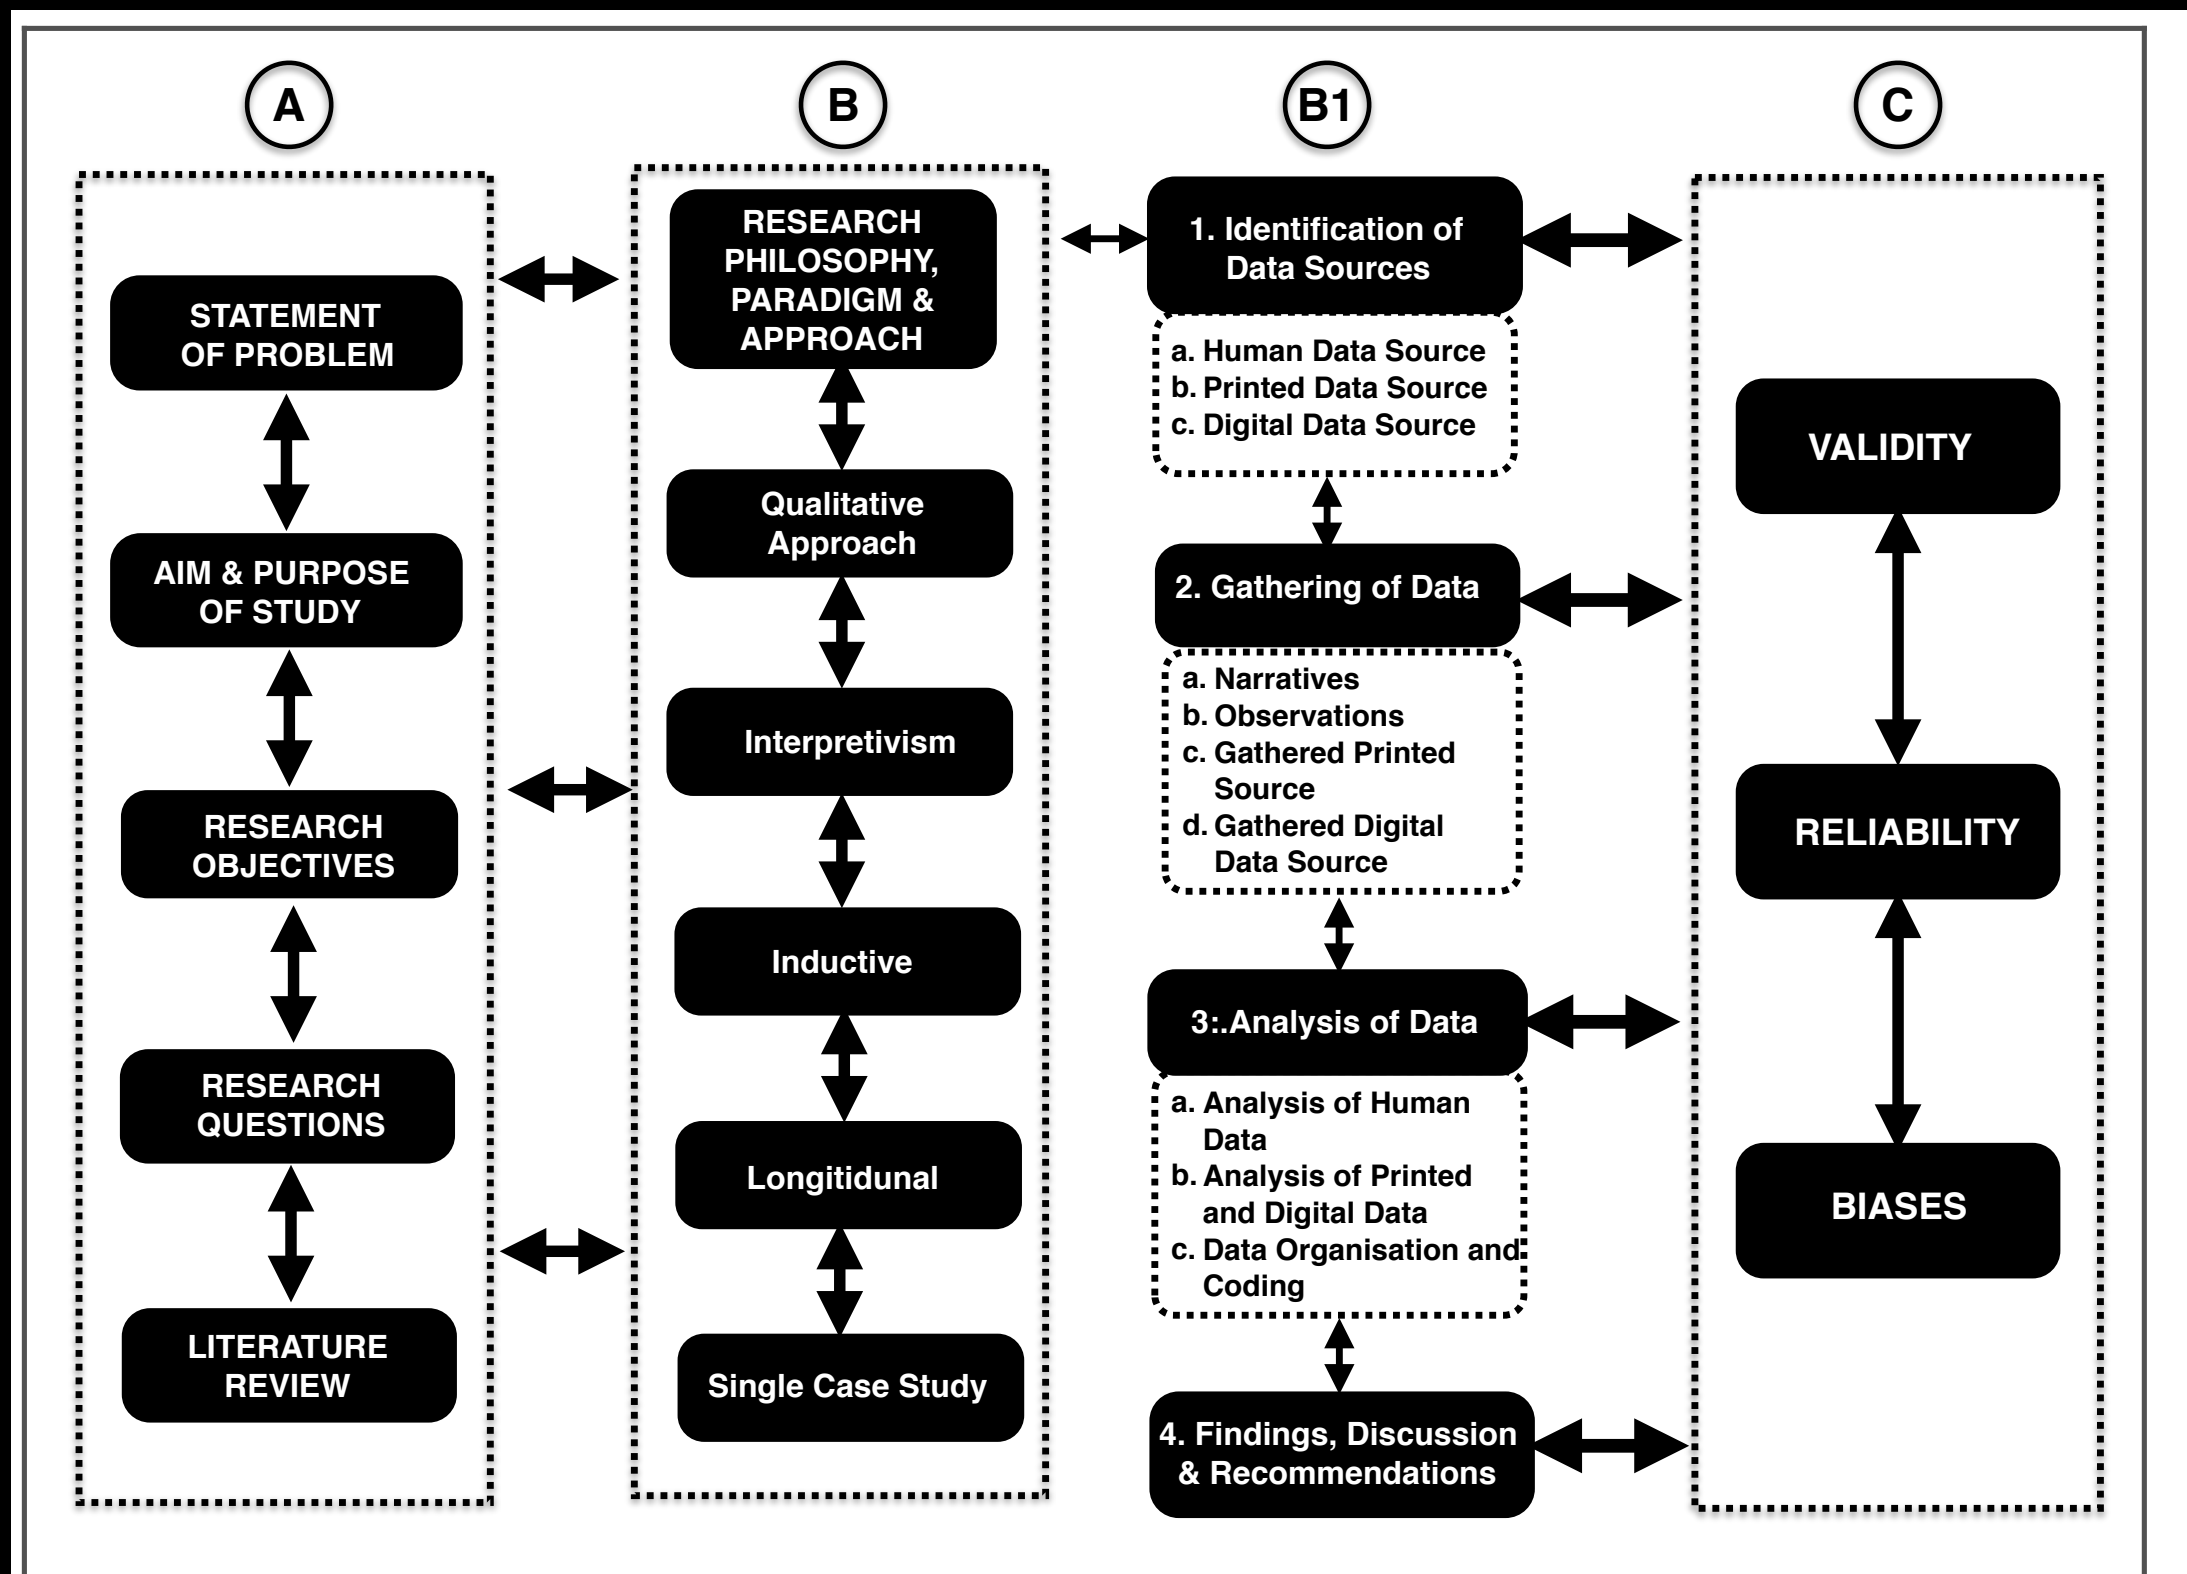 A
STATEMENT
OF PROBLEM
AIM & PURPOSE
OF STUDY
RESEARCH
OBJECTIVES
RESEARCH
QUESTIONS
LITERATURE
REVIEW
B
RESEARCH
PHILOSOPHY,
PARADIGM &
APPROACH
Qualitative
Approach
Interpretivism
Inductive
Longitidunal
Single Case Study
B1
1. Identification of
Data Sources
a. Human Data Source
b. Printed Data Source
c. Digital Data Source
2. Gathering of Data
a. Narratives
b. Observations
c. Gathered Printed
Source
d. Gathered Digital
Data Source
3:.Analysis of Data
a. Analysis of Human
Data
b. Analysis of Printed
and Digital Data
c. Data Organisation and
Coding
4. Findings, Discussion
& Recommendations
C
VALIDITY
RELIABILITY
BIASES